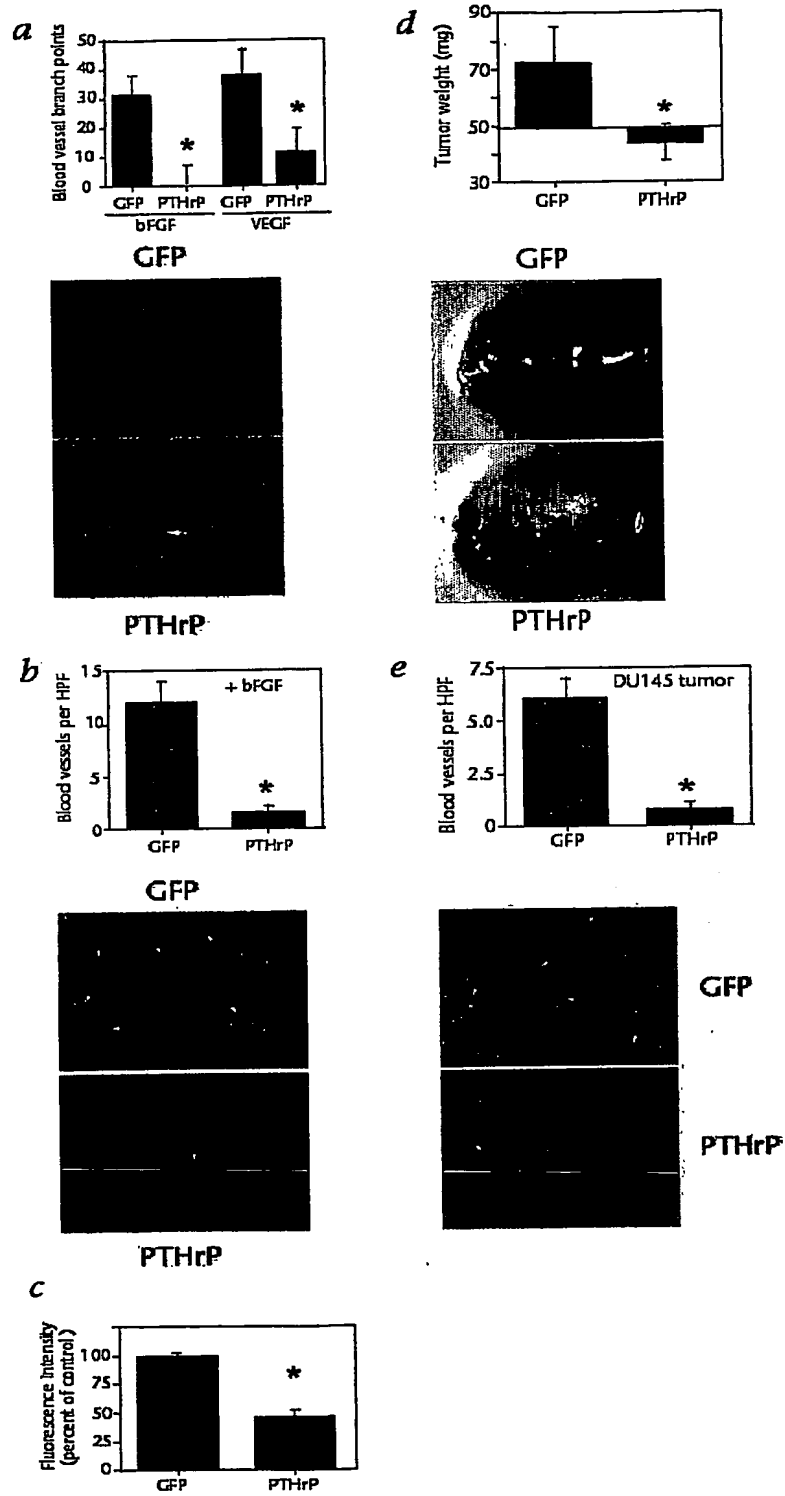 a
Blood vessel branch points
50
40
30
20
10
0
*
*
GFP PTHrP GFP PTHrP
bFGF VEGF
GFP
PTHrP
b
Blood vessels per HPF
15
10
5
0
+ bFGF
*
GFP PTHrP
GFP
PTHrP
c
Fluorescence Intensity
(percent of control)
100
75
50
25
0
*
GFP PTHrP
d
Tumor weight (mg)
90
70
50
30
*
GFP PTHrP
GFP
PTHrP
e
Blood vessels per HPF
7.5
5.0
2.5
0
DU145 tumor
*
GFP PTHrP
GFP
PTHrP